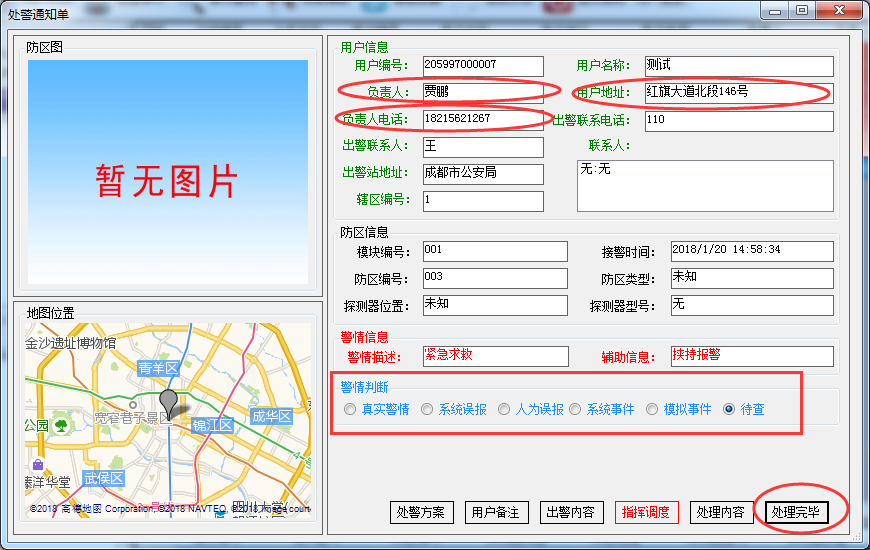 处警通知单
防区图
暂无图片
地图位置
金沙遗址博物馆
青羊区
宽窄巷子景区
成华区
锦江区
公园
武侯区
臻洋华堂
©2018 高德地图 Corporation, ©2018 NAVTEQ, ©2018 Image court
用户信息
用户编号： 205997000007 用户名称： 测试
负责人： 贾鹏 用户地址： 红旗大道北段146号
负责人电话： 18215621267 出警联系电话： 110
出警联系人： 王 联系人：
出警站地址： 成都市公安局 无:无
辖区编号： 1
防区信息
模块编号： 001 接警时间： 2018/1/20 14:58:34
防区编号： 003 防区类型： 未知
探测器位置： 未知 探测器型号： 无
警情信息
警情描述： 紧急求救 辅助信息： 挟持报警
警情判断
真实警情 系统误报 人为误报 系统事件 模拟事件 待查
处警方案 用户备注 出警内容 指挥调度 处理内容 处理完毕